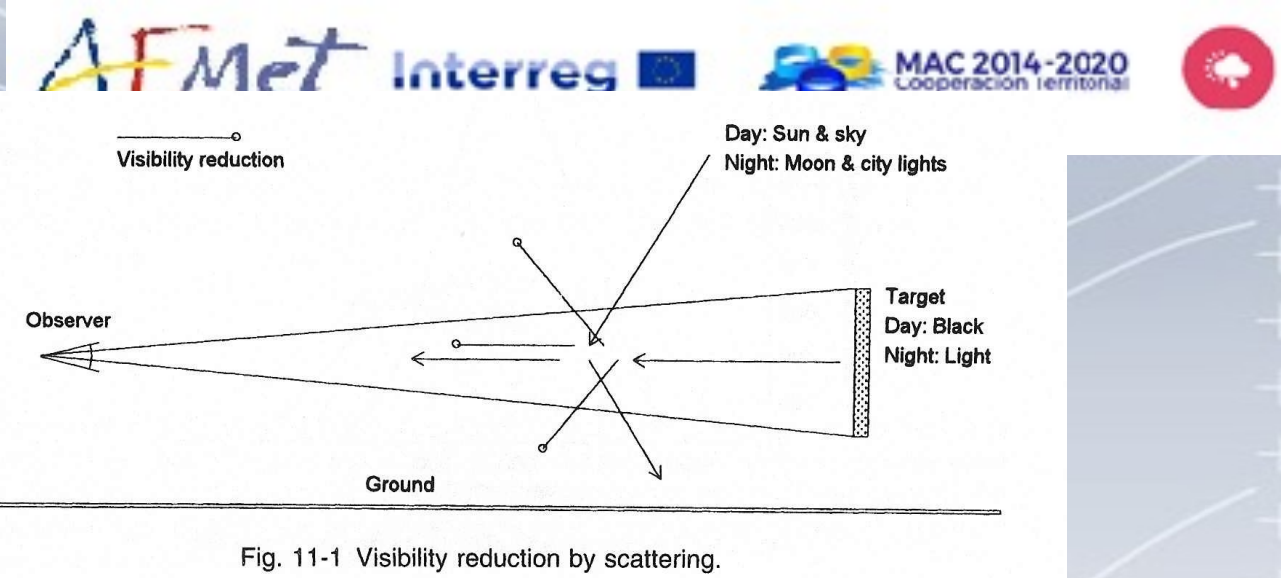 AFMet Interreg MAC 2014-2020
Cooperación Territorial
Visibility reduction
Day: Sun & sky
Night: Moon & city lights
Observer
Target
Day: Black
Night: Light
Ground
Fig. 11-1 Visibility reduction by scattering.